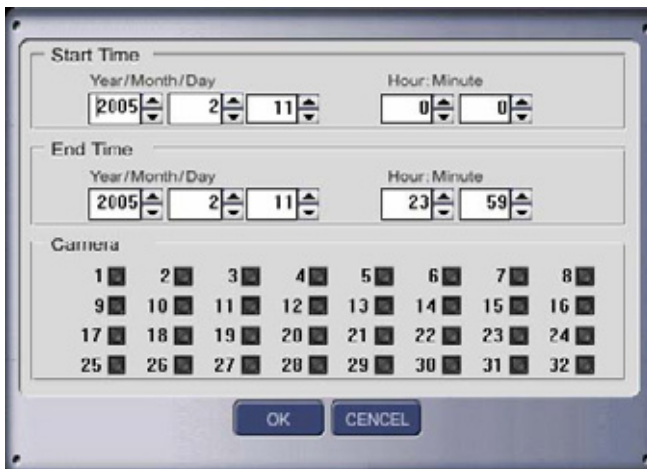 Start Time
Year/Month/Day Hour:Minute
2005 2 11 0 0
End Time
Year/Month/Day Hour:Minute
2005 2 11 23 59
Camera
1 2 3 4 5 6 7 8
9 10 11 12 13 14 15 16
17 18 19 20 21 22 23 24
25 26 27 28 29 30 31 32
OK CENCEL